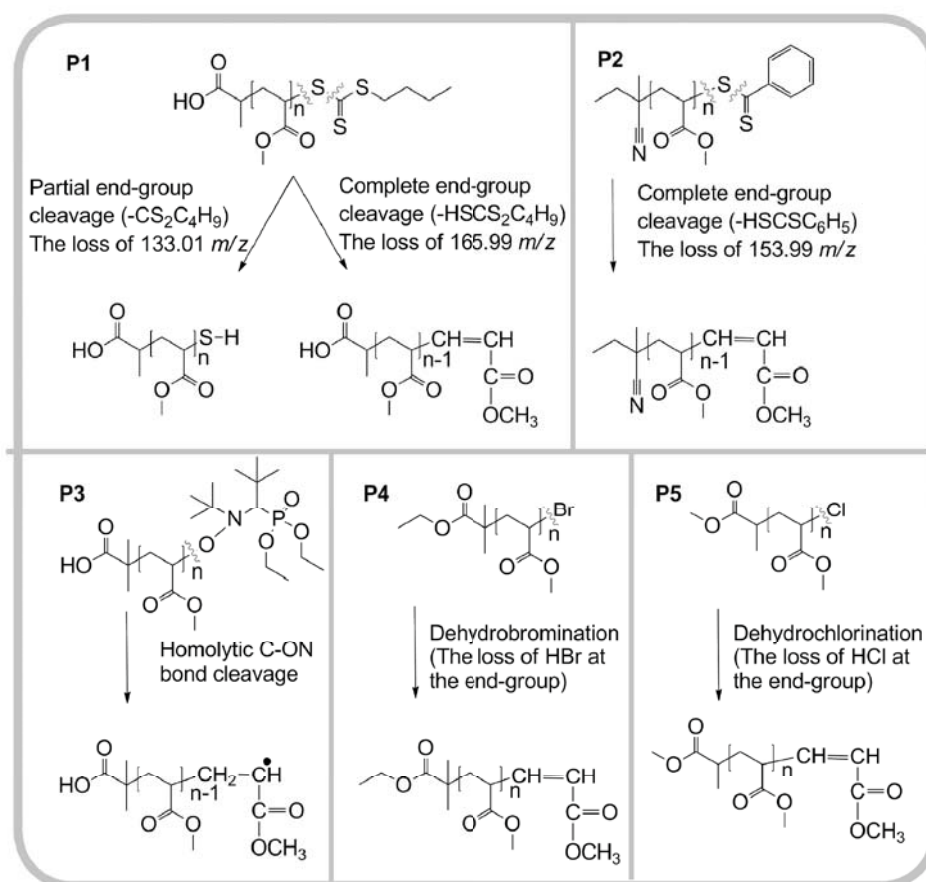 P1
O
HO
n
S
S
S
O
O
Partial end-group
cleavage (-CS₂C₄H₉)
The loss of 133.01 m/z
Complete end-group
cleavage (-HSCS₂C₄H₉)
The loss of 165.99 m/z
O
HO
S–H
n
O
O
O
HO
n-1
CH=CH
O
O
C=O
OCH₃
P2
S
n
S
N
O
O
Complete end-group
cleavage (-HSCSC₆H₅)
The loss of 153.99 m/z
n-1
CH=CH
N
O
O
C=O
OCH₃
P3
O
HO
n
O
N
P
O
O
O
O
O
Homolytic C-ON
bond cleavage
O
HO
n-1
CH₂-CH
O
O
C=O
OCH₃
P4
O
O
Br
n
O
O
Dehydrobromination
(The loss of HBr at
the end-group)
O
O
n
CH=CH
O
O
C=O
OCH₃
P5
O
O
Cl
n
O
O
Dehydrochlorination
(The loss of HCl at
the end-group)
O
O
n
CH=CH
O
O
C=O
OCH₃